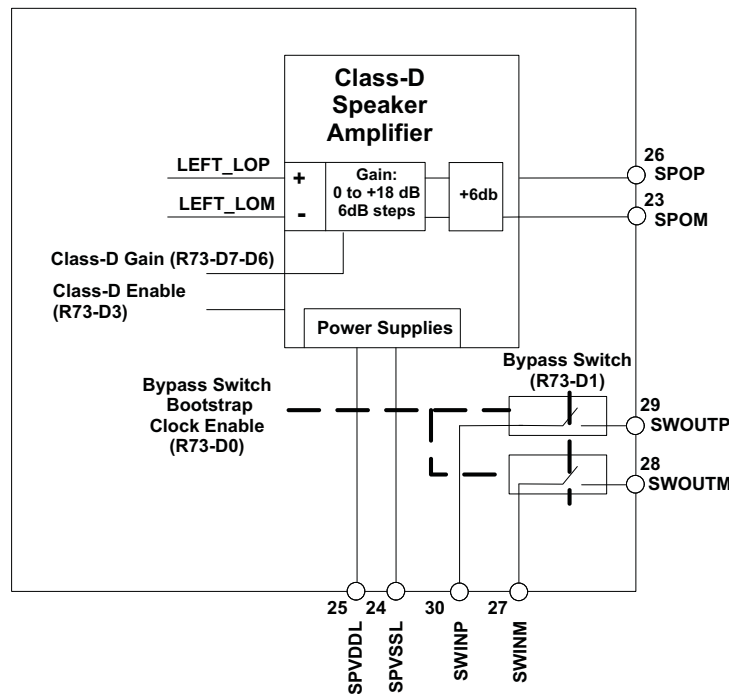 Class-D
Speaker
Amplifier
LEFT_LOP
LEFT_LOM
+
-
Gain:
0 to +18 dB
6dB steps
+6db
26
SPOP
23
SPOM
Class-D Gain (R73-D7-D6)
Class-D Enable
(R73-D3)
Power Supplies
Bypass Switch
(R73-D1)
Bypass Switch
Bootstrap
Clock Enable
(R73-D0)
29
SWOUTP
28
SWOUTM
25
24
30
27
SPVDDL
SPVSSL
SWINP
SWINM